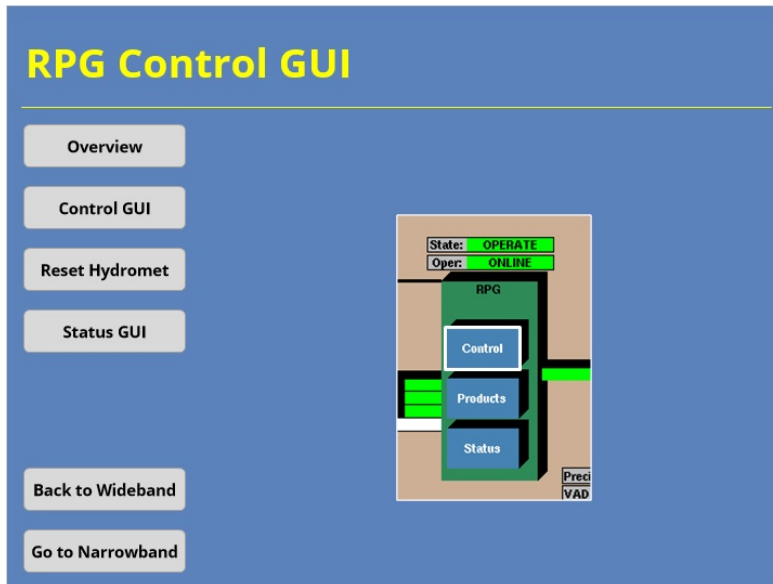 RPG Control GUI
Overview
Control GUI
Reset Hydromet
Status GUI
Back to Wideband
Go to Narrowband
State: OPERATE
Oper: ONLINE
RPG
Control
Products
Status
Preci
VAD